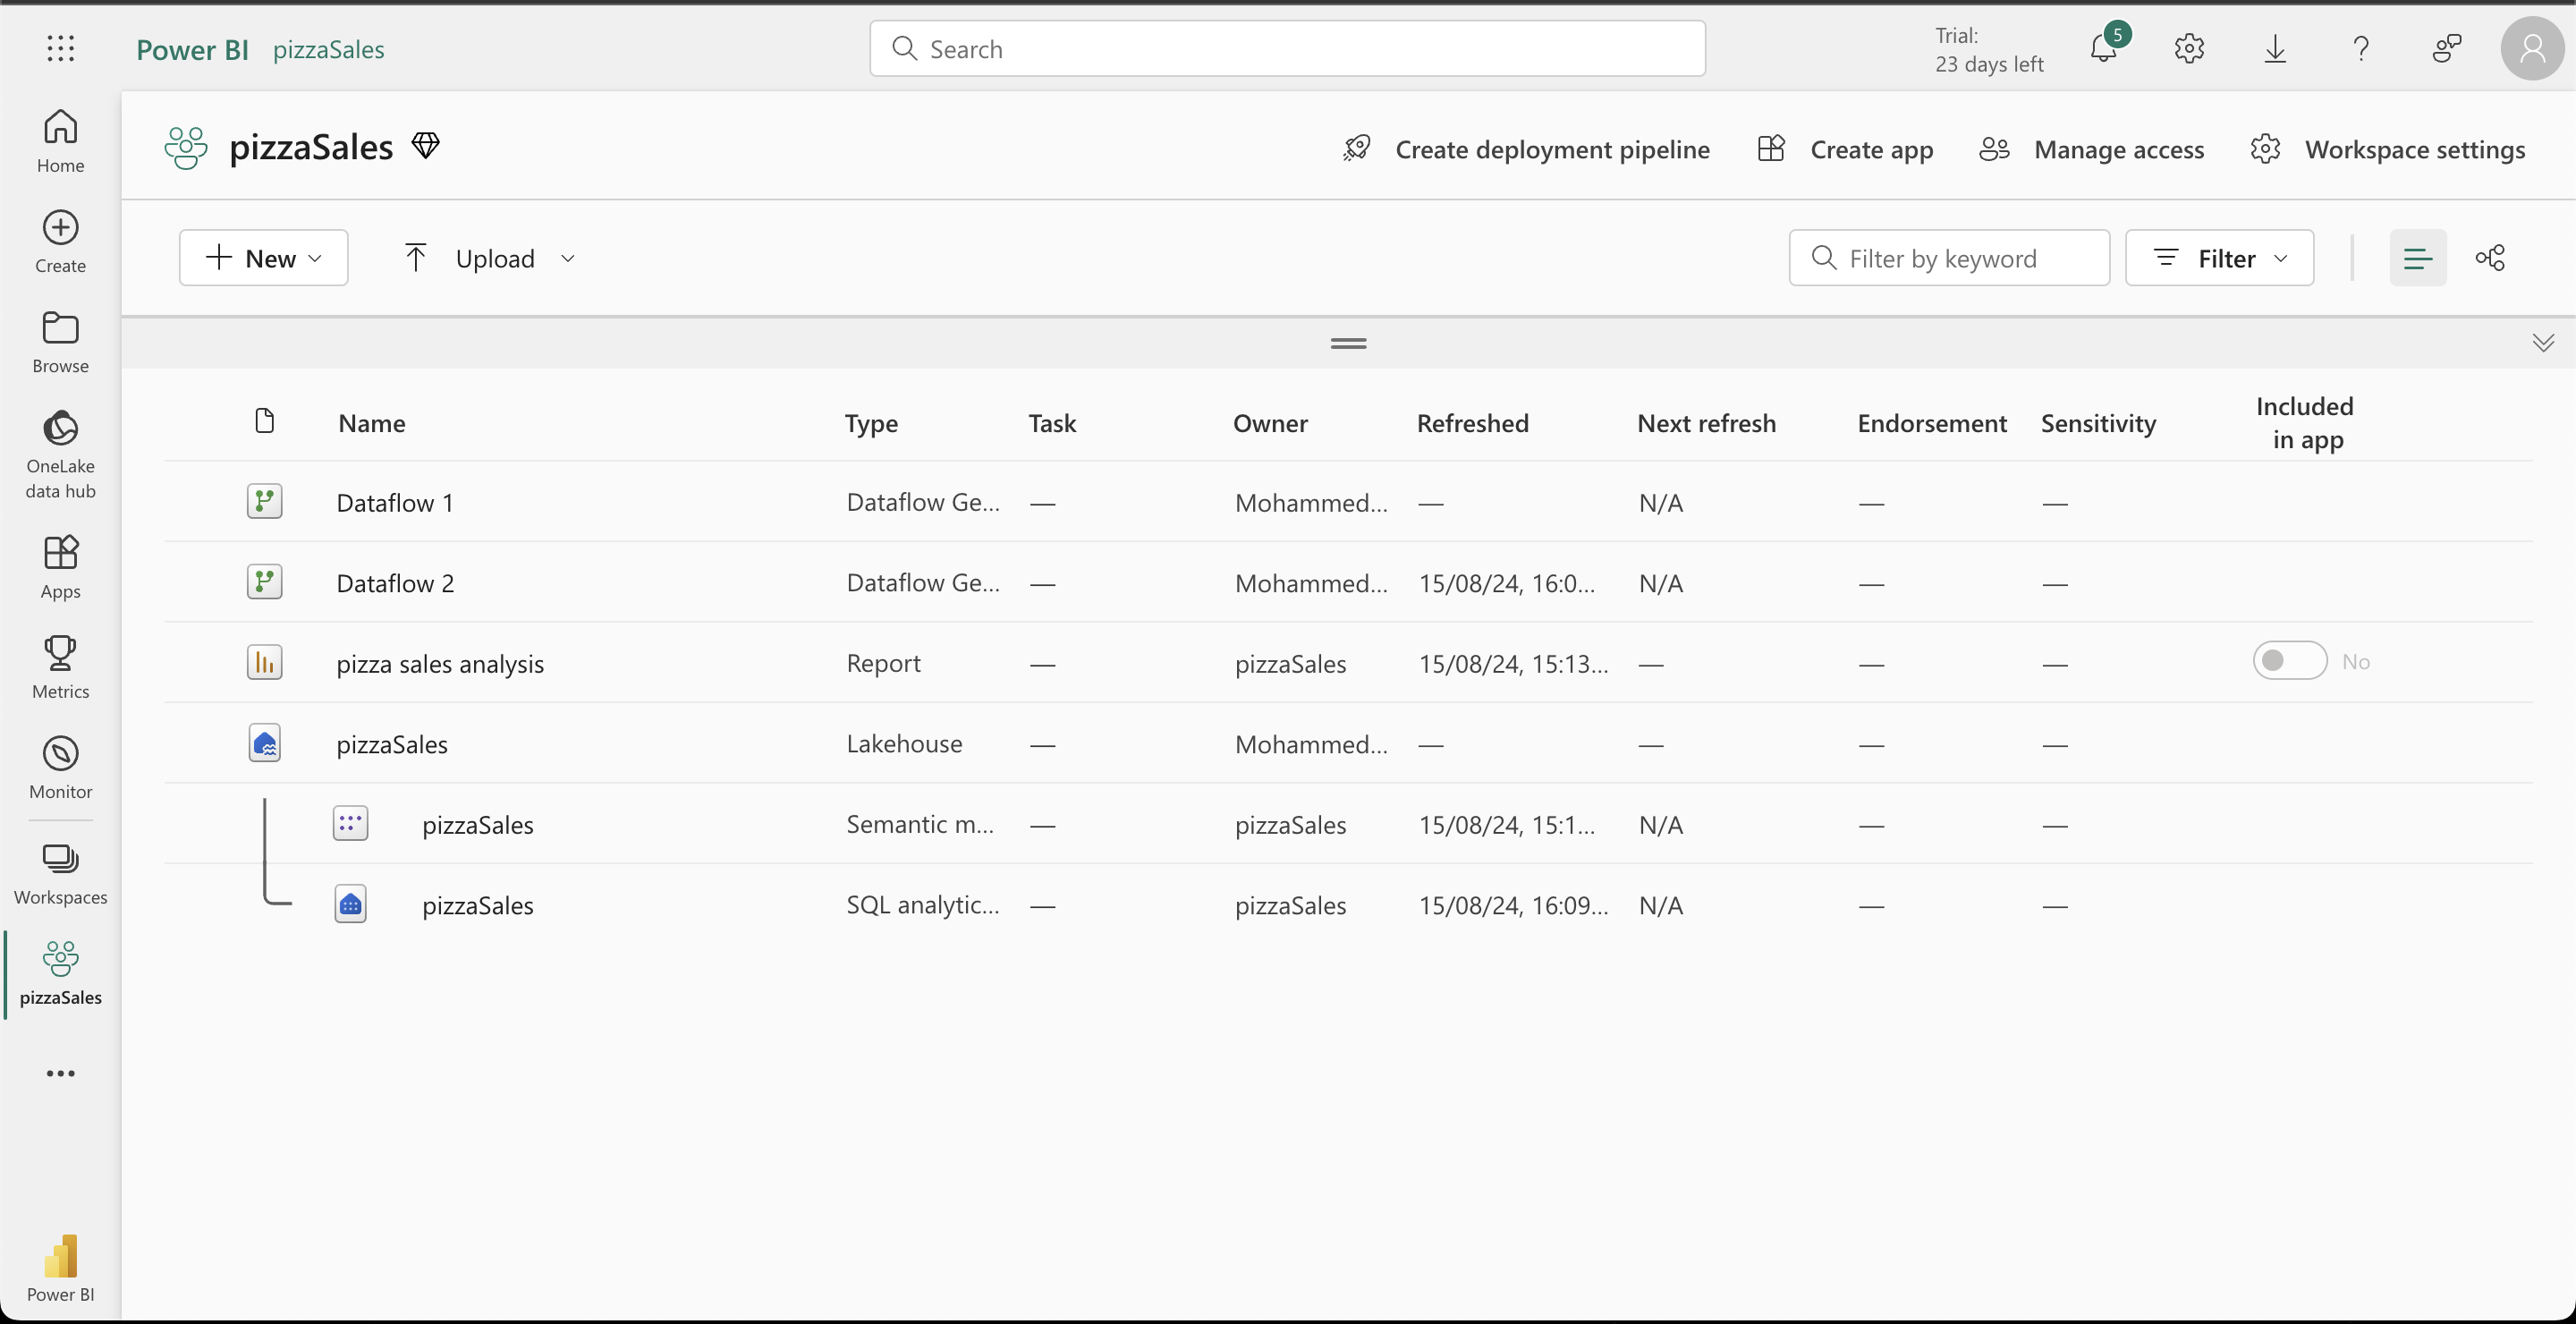 Power BI pizzaSales
Search
Trial:
23 days left
5
Home
Create
Browse
OneLake
data hub
Apps
Metrics
Monitor
Workspaces
pizzaSales
Power BI
pizzaSales
Create deployment pipeline
Create app
Manage access
Workspace settings
New
Upload
Filter by keyword
Filter
Name Type Task Owner Refreshed Next refresh Endorsement Sensitivity Included
in app
Dataflow 1 Dataflow Ge... — Mohammed... — N/A — —
Dataflow 2 Dataflow Ge... — Mohammed... 15/08/24, 16:0... N/A — —
pizza sales analysis Report — pizzaSales 15/08/24, 15:13... — — — No
pizzaSales Lakehouse — Mohammed... — — — —
pizzaSales Semantic m... — pizzaSales 15/08/24, 15:1... N/A — —
pizzaSales SQL analytic... — pizzaSales 15/08/24, 16:09... N/A — —